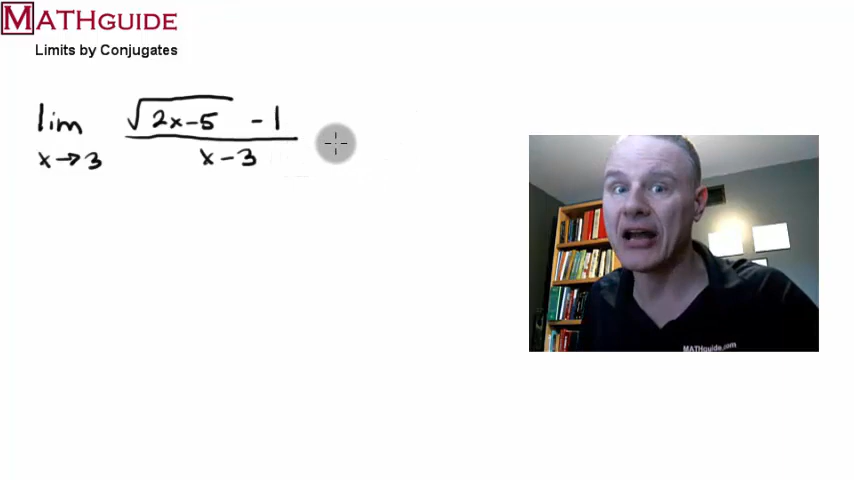 MATHGUIDE
Limits by Conjugates
lim √2x-5 -1
x→3 x-3
MATHguide.com